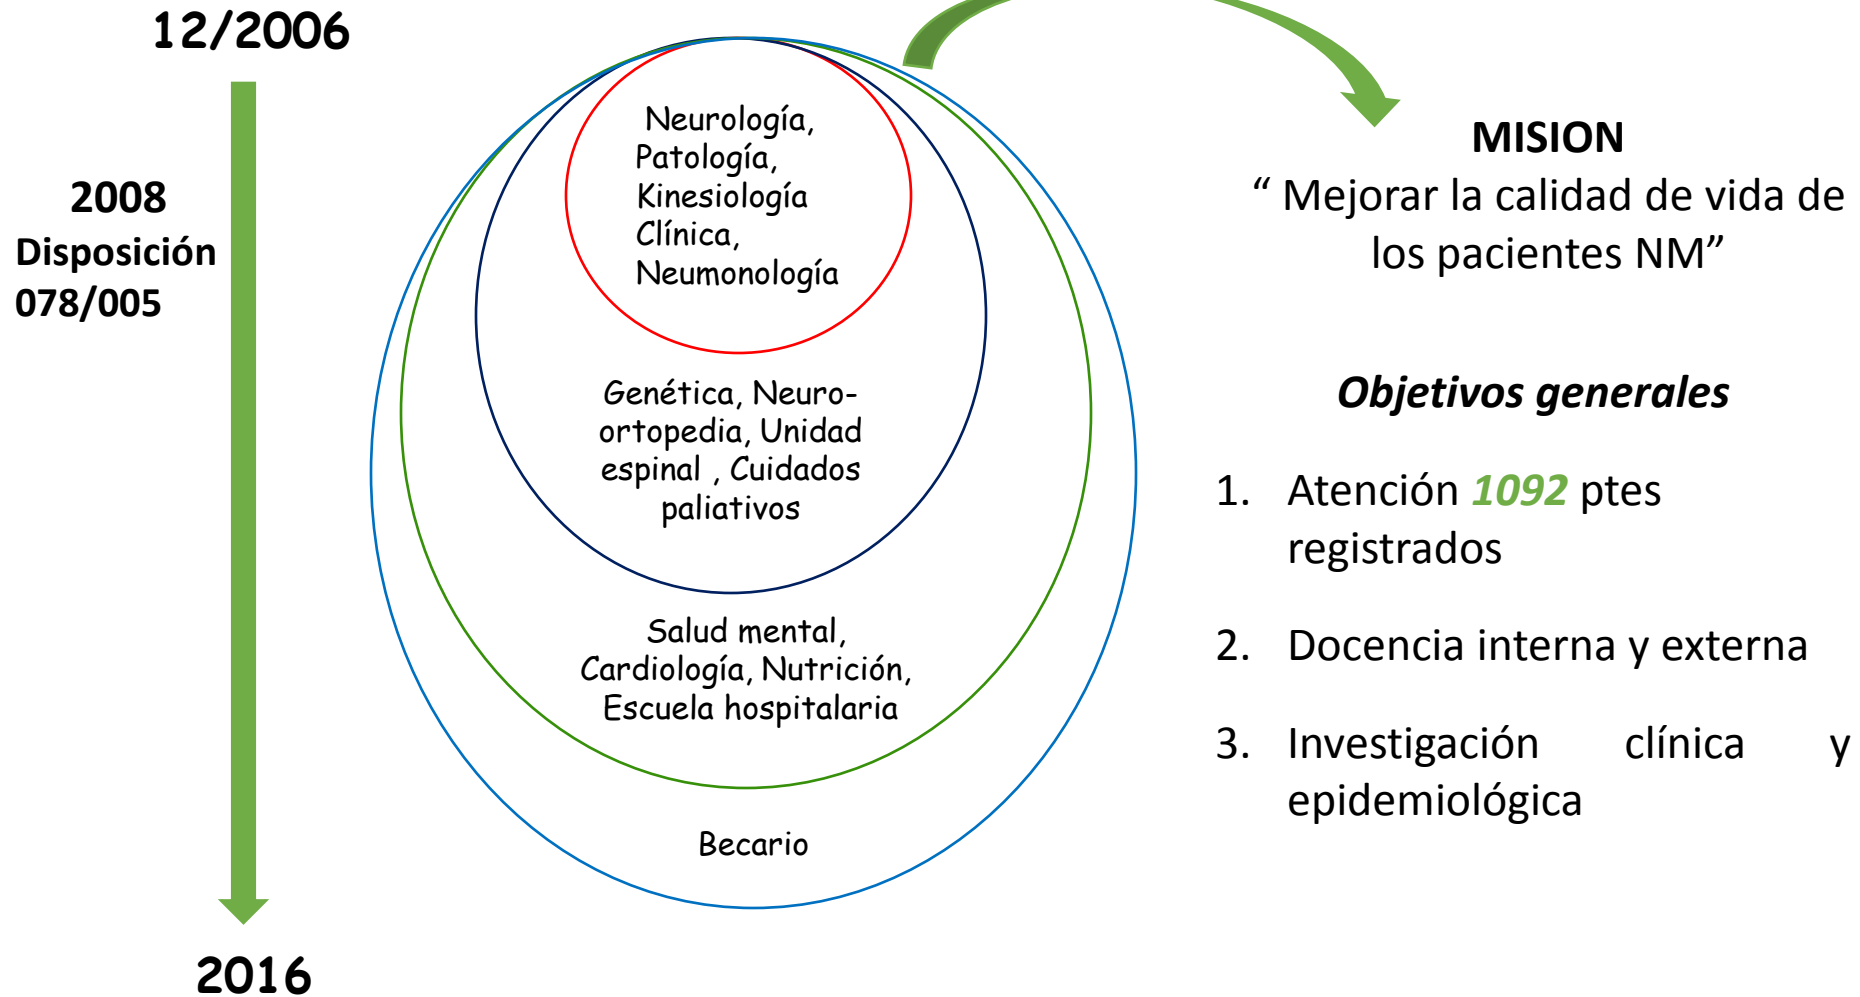 12/2006
2008
Disposición
078/005
2016
Neurología,
Patología,
Kinesiología
Clínica,
Neumonología
Genética, Neuro-
ortopedia, Unidad
espinal , Cuidados
paliativos
Salud mental,
Cardiología, Nutrición,
Escuela hospitalaria
Becario
MISION
“ Mejorar la calidad de vida de
los pacientes NM”
Objetivos generales
1. Atención 1092 ptes
registrados
2. Docencia interna y externa
3. Investigación clínica y
epidemiológica